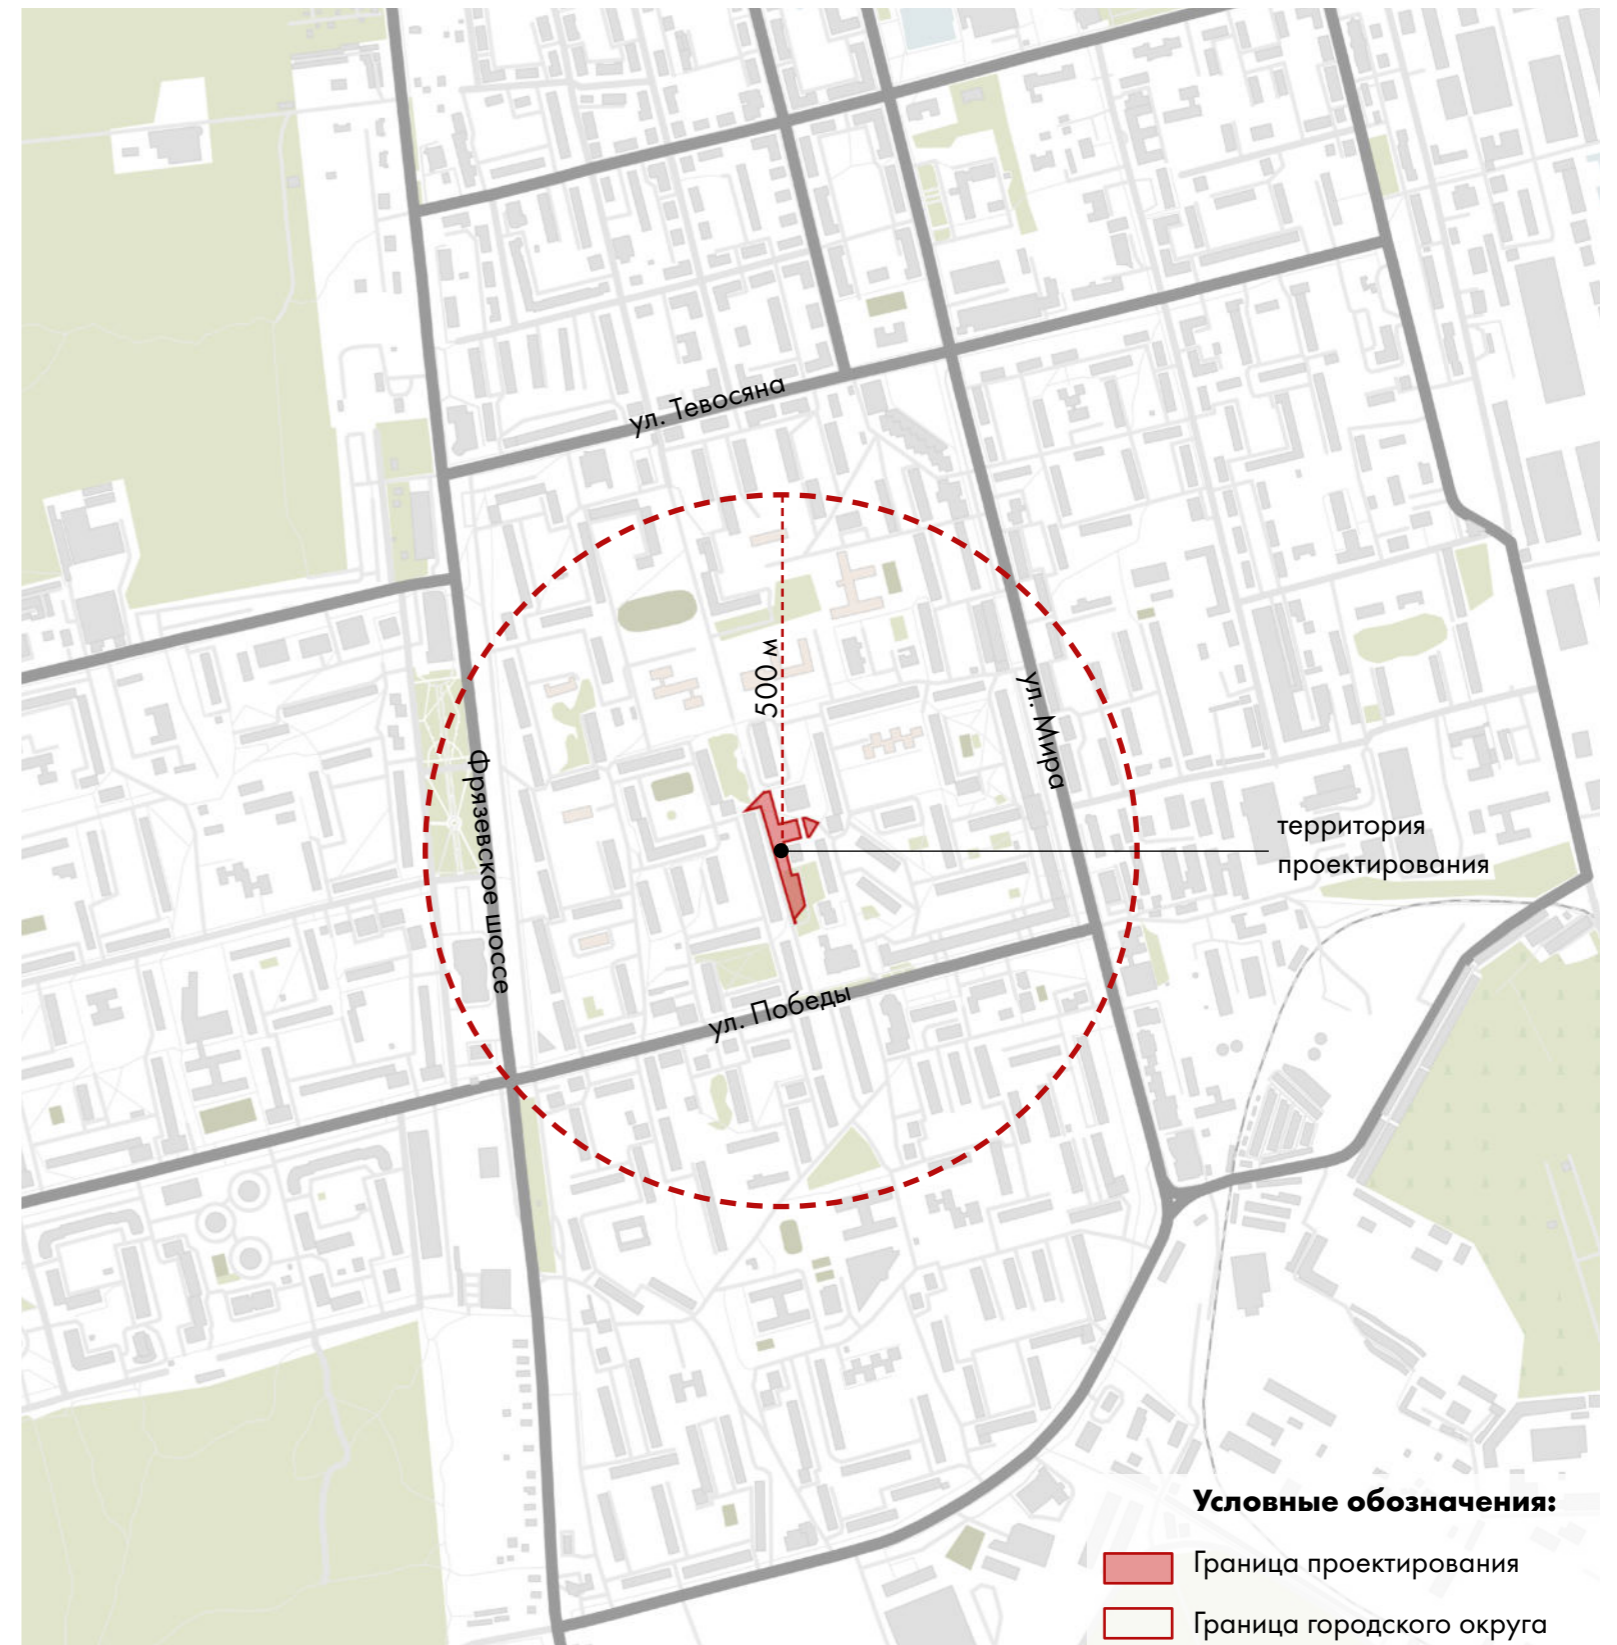 ул. Тевосяна
500 м
ул. Мира
Фрязевское шоссе
территория
проектирования
ул. Победы
Условные обозначения:
Граница проектирования
Граница городского округа